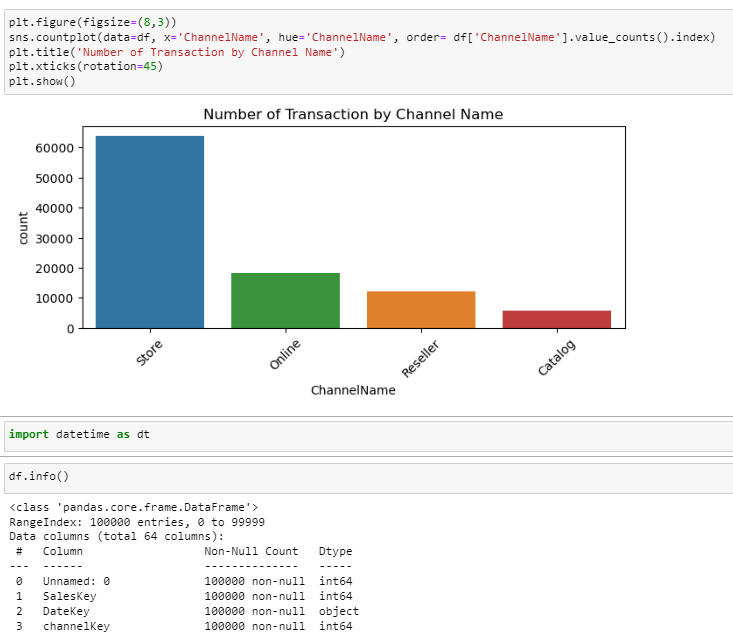 plt.figure(figsize=(8,3))
sns.countplot(data=df, x='ChannelName', hue='ChannelName', order= df['ChannelName'].value_counts().index)
plt.title('Number of Transaction by Channel Name')
plt.xticks(rotation=45)
plt.show()
Number of Transaction by Channel Name
60000
50000
40000
30000
20000
10000
0
count
Store
Online
Reseller
Catalog
ChannelName
import datetime as dt
df.info()
<class 'pandas.core.frame.DataFrame'>
RangeIndex: 100000 entries, 0 to 99999
Data columns (total 64 columns):
#   Column                  Non-Null Count   Dtype
---  ------                  --------------   -----
0   Unnamed: 0              100000 non-null  int64
1   SalesKey                100000 non-null  int64
2   DateKey                 100000 non-null  object
3   channelKey              100000 non-null  int64